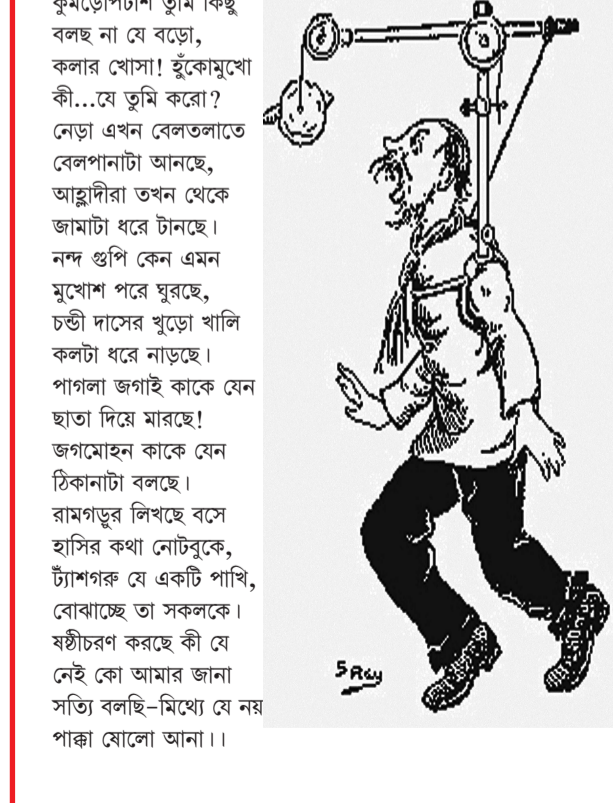 কুমড়োপটাশ তুমি কিছু
বলছ না যে বড়ো,
কলার খোসা! হুঁকোমুখো
কী...যে তুমি করো?
নেড়া এখন বেলতলাতে
বেলপানাটা আনছে,
আহ্লাদীরা তখন থেকে
জামাটা ধরে টানছে।
নন্দ গুপি কেন এমন
মুখোশ পরে ঘুরছে,
চন্ডী দাসের খুড়ো খালি
কলটা ধরে নাড়ছে।
পাগলা জগাই কাকে যেন
ছাতা দিয়ে মারছে!
জগমোহন কাকে যেন
ঠিকানাটা বলছে।
রামগড়ুর লিখছে বসে
হাসির কথা নোটবুকে,
ট্যাঁশগরু যে একটি পাখি,
বোঝাচ্ছে তা সকলকে।
ষষ্ঠীচরণ করছে কী যে
নেই কো আমার জানা
সত্যি বলছি-মিথ্যে যে নয়
পাক্কা ষোলো আনা।।
S Ray